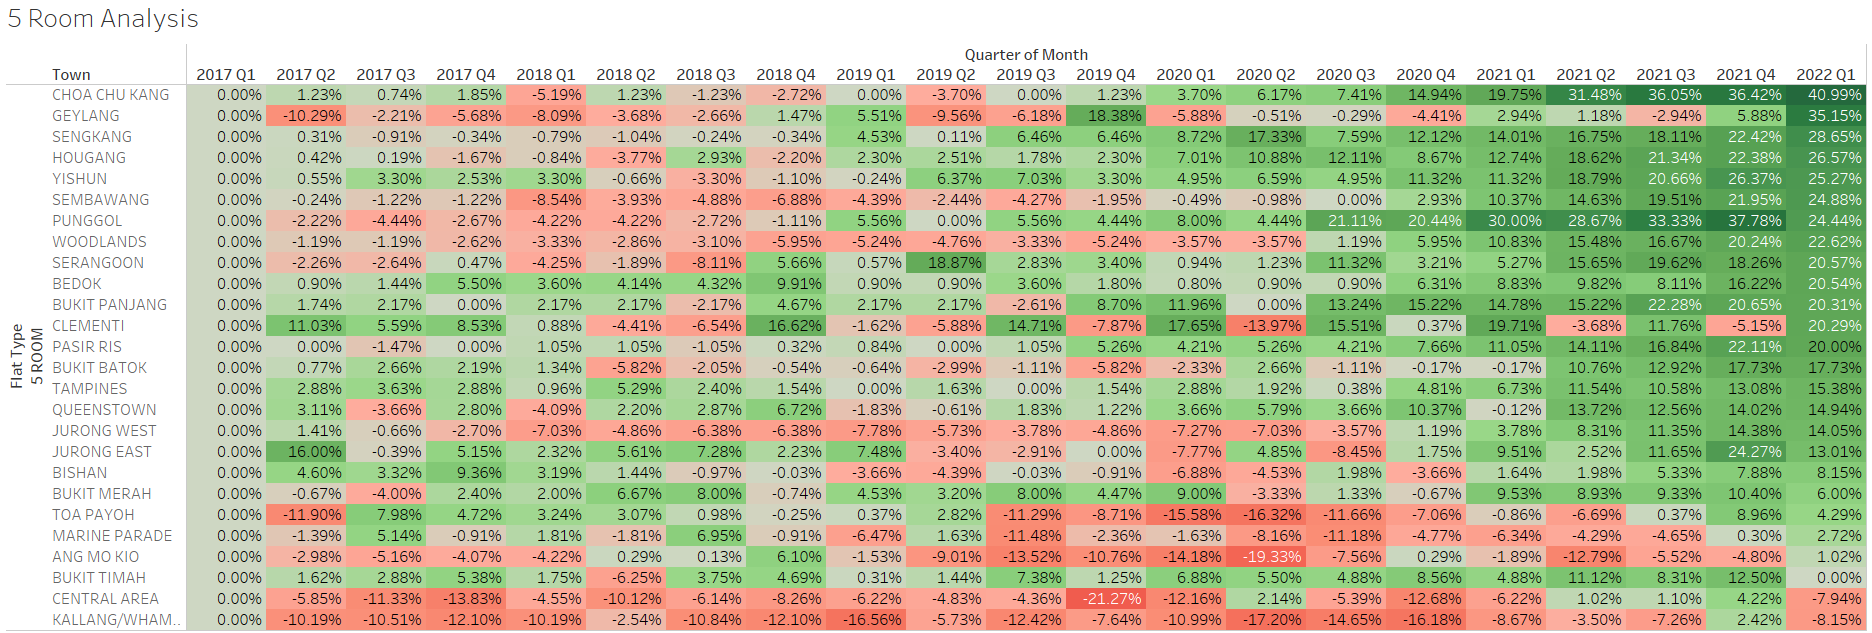 5 Room Analysis
Quarter of Month
Town 2017 Q1 2017 Q2 2017 Q3 2017 Q4 2018 Q1 2018 Q2 2018 Q3 2018 Q4 2019 Q1 2019 Q2 2019 Q3 2019 Q4 2020 Q1 2020 Q2 2020 Q3 2020 Q4 2021 Q1 2021 Q2 2021 Q3 2021 Q4 2022 Q1
Flat Type
5 ROOM
CHOA CHU KANG 0.00% 1.23% 0.74% 1.85% -5.19% 1.23% -1.23% -2.72% 0.00% -3.70% 0.00% 1.23% 3.70% 6.17% 7.41% 14.94% 19.75% 31.48% 36.05% 36.42% 40.99%
GEYLANG 0.00% -10.29% -2.21% -5.68% -8.09% -3.68% -2.66% 1.47% 5.51% -9.56% -6.18% 18.38% -5.88% -0.51% -0.29% -4.41% 2.94% 1.18% -2.94% 5.88% 35.15%
SENGKANG 0.00% 0.31% -0.91% -0.34% -0.79% -1.04% -0.24% -0.34% 4.53% 0.11% 6.46% 6.46% 8.72% 17.33% 7.59% 12.12% 14.01% 16.75% 18.11% 22.42% 28.65%
HOUGANG 0.00% 0.42% 0.19% -1.67% -0.84% -3.77% 2.93% -2.20% 2.30% 2.51% 1.78% 2.30% 7.01% 10.88% 12.11% 8.67% 12.74% 18.62% 21.34% 22.38% 26.57%
YISHUN 0.00% 0.55% 3.30% 2.53% 3.30% -0.66% -3.30% -1.10% -0.24% 6.37% 7.03% 3.30% 4.95% 6.59% 4.95% 11.32% 11.32% 18.79% 20.66% 26.37% 25.27%
SEMBAWANG 0.00% -0.24% -1.22% -1.22% -8.54% -3.93% -4.88% -6.88% -4.39% -2.44% -4.27% -1.95% -0.49% -0.98% 0.00% 2.93% 10.37% 14.63% 19.51% 21.95% 24.88%
PUNGGOL 0.00% -2.22% -4.44% -2.67% -4.22% -4.22% -2.72% -1.11% 5.56% 0.00% 5.56% 4.44% 8.00% 4.44% 21.11% 20.44% 30.00% 28.67% 33.33% 37.78% 24.44%
WOODLANDS 0.00% -1.19% -1.19% -2.62% -3.33% -2.86% -3.10% -5.95% -5.24% -4.76% -3.33% -5.24% -3.57% -3.57% 1.19% 5.95% 10.83% 15.48% 16.67% 20.24% 22.62%
SERANGOON 0.00% -2.26% -2.64% 0.47% -4.25% -1.89% -8.11% 5.66% 0.57% 18.87% 2.83% 3.40% 0.94% 1.23% 11.32% 3.21% 5.27% 15.65% 19.62% 18.26% 20.57%
BEDOK 0.00% 0.90% 1.44% 5.50% 3.60% 4.14% 4.32% 9.91% 0.90% 0.90% 3.60% 1.80% 0.80% 0.90% 0.90% 6.31% 8.83% 9.82% 8.11% 16.22% 20.54%
BUKIT PANJANG 0.00% 1.74% 2.17% 0.00% 2.17% 2.17% -2.17% 4.67% 2.17% 2.17% -2.61% 8.70% 11.96% 0.00% 13.24% 15.22% 14.78% 15.22% 22.28% 20.65% 20.31%
CLEMENTI 0.00% 11.03% 5.59% 8.53% 0.88% -4.41% -6.54% 16.62% -1.62% -5.88% 14.71% -7.87% 17.65% -13.97% 15.51% 0.37% 19.71% -3.68% 11.76% -5.15% 20.29%
PASIR RIS 0.00% 0.00% -1.47% 0.00% 1.05% 1.05% -1.05% 0.32% 0.84% 0.00% 1.05% 5.26% 4.21% 5.26% 4.21% 7.66% 11.05% 14.11% 16.84% 22.11% 20.00%
BUKIT BATOK 0.00% 0.77% 2.66% 2.19% 1.34% -5.82% -2.05% -0.54% -0.64% -2.99% -1.11% -5.82% -2.33% 2.66% -1.11% -0.17% -0.17% 10.76% 12.92% 17.73% 17.73%
TAMPINES 0.00% 2.88% 3.63% 2.88% 0.96% 5.29% 2.40% 1.54% 0.00% 1.63% 0.00% 1.54% 2.88% 1.92% 0.38% 4.81% 6.73% 11.54% 10.58% 13.08% 15.38%
QUEENSTOWN 0.00% 3.11% -3.66% 2.80% -4.09% 2.20% 2.87% 6.72% -1.83% -0.61% 1.83% 1.22% 3.66% 5.79% 3.66% 10.37% -0.12% 13.72% 12.56% 14.02% 14.94%
JURONG WEST 0.00% 1.41% -0.66% -2.70% -7.03% -4.86% -6.38% -6.38% -7.78% -5.73% -3.78% -4.86% -7.27% -7.03% -3.57% 1.19% 3.78% 8.31% 11.35% 14.38% 14.05%
JURONG EAST 0.00% 16.00% -0.39% 5.15% 2.32% 5.61% 7.28% 2.23% 7.48% -3.40% -2.91% 0.00% -7.77% 4.85% -8.45% 1.75% 9.51% 2.52% 11.65% 24.27% 13.01%
BISHAN 0.00% 4.60% 3.32% 9.36% 3.19% 1.44% -0.97% -0.03% -3.66% -4.39% -0.03% -0.91% -6.88% -4.53% 1.98% -3.66% 1.64% 1.98% 5.33% 7.88% 8.15%
BUKIT MERAH 0.00% -0.67% -4.00% 2.40% 2.00% 6.67% 8.00% -0.74% 4.53% 3.20% 8.00% 4.47% 9.00% -3.33% 1.33% -0.67% 9.53% 8.93% 9.33% 10.40% 6.00%
TOA PAYOH 0.00% -11.90% 7.98% 4.72% 3.24% 3.07% 0.98% -0.25% 0.37% 2.82% -11.29% -8.71% -15.58% -16.32% -11.66% -7.06% -0.86% -6.69% 0.37% 8.96% 4.29%
MARINE PARADE 0.00% -1.39% 5.14% -0.91% 1.81% -1.81% 6.95% -0.91% -6.47% 1.63% -11.48% -2.36% -1.63% -8.16% -11.18% -4.77% -6.34% -4.29% -4.65% 0.30% 2.72%
ANG MO KIO 0.00% -2.98% -5.16% -4.07% -4.22% 0.29% 0.13% 6.10% -1.53% -9.01% -13.52% -10.76% -14.18% -19.33% -7.56% 0.29% -1.89% -12.79% -5.52% -4.80% 1.02%
BUKIT TIMAH 0.00% 1.62% 2.88% 5.38% 1.75% -6.25% 3.75% 4.69% 0.31% 1.44% 7.38% 1.25% 6.88% 5.50% 4.88% 8.56% 4.88% 11.12% 8.31% 12.50% 0.00%
CENTRAL AREA 0.00% -5.85% -11.33% -13.83% -4.55% -10.12% -6.14% -8.26% -6.22% -4.83% -4.36% -21.27% -12.16% 2.14% -5.39% -12.68% -6.22% 1.02% 1.10% 4.22% -7.94%
KALLANG/WHAM.. 0.00% -10.19% -10.51% -12.10% -10.19% -2.54% -10.84% -12.10% -16.56% -5.73% -12.42% -7.64% -10.99% -17.20% -14.65% -16.18% -8.67% -3.50% -7.26% 2.42% -8.15%